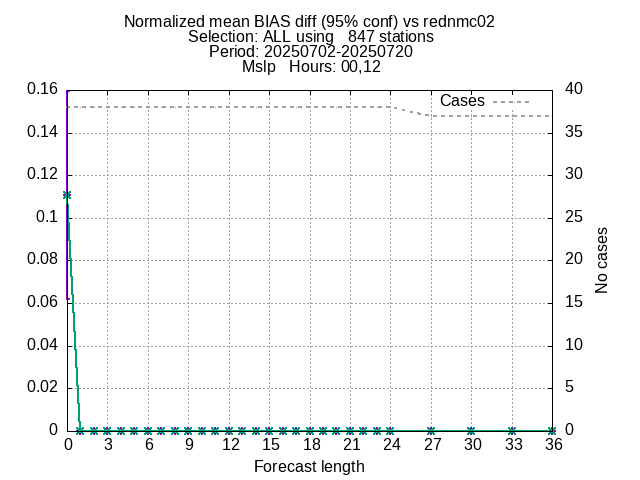 Normalized mean BIAS diff (95% conf) vs rednmc02
Selection: ALL using   847 stations
Period: 20250702-20250720
Mslp   Hours: 00,12
Cases
0.16
0.14
0.12
0.1
0.08
0.06
0.04
0.02
0
40
35
30
25
20
15
10
5
0
No cases
0 3 6 9 12 15 18 21 24 27 30 33 36
Forecast length